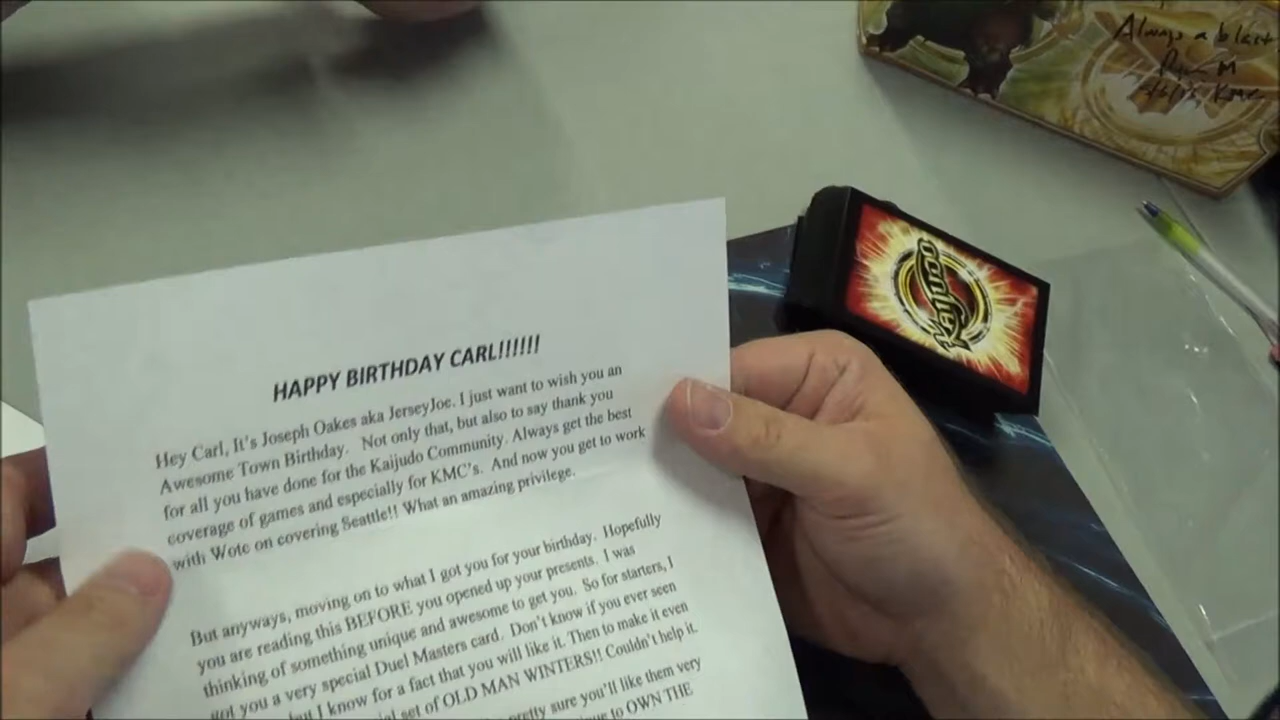 Always a blast
Kaijudo
HAPPY BIRTHDAY CARL!!!!!!
Hey Carl, It's Joseph Oakes aka JerseyJoe. I just want to wish you an
Awesome Town Birthday. Not only that, but also to say thank you
for all you have done for the Kaijudo Community. Always get the best
coverage of games and especially for KMC's. And now you get to work
with Wotc on covering Seattle!! What an amazing privilege.
But anyways, moving on to what I got you for your birthday. Hopefully
you are reading this BEFORE you opened up your presents. I was
thinking of something unique and awesome to get you. So for starters, I
got you a very special Duel Masters card. Don't know if you ever seen
but I know for a fact that you will like it. Then to make it even
set of OLD MAN WINTERS!! Couldn't help it.
pretty sure you'll like them very
to OWN THE